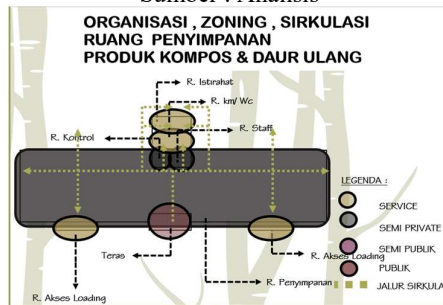 Sumber : Analisis
ORGANISASI , ZONING , SIRKULASI
RUANG PENYIMPANAN
PRODUK KOMPOS & DAUR ULANG
R. Istirahat
R. km/ Wc
R. Staff
R. Kontrol
LEGENDA :
SERVICE
SEMI PRIVATE
SEMI PUBLIK
PUBLIK
JALUR SIRKULA
Teras
R. Akses Loading
R. Penyimpanan
R. Akses Loading